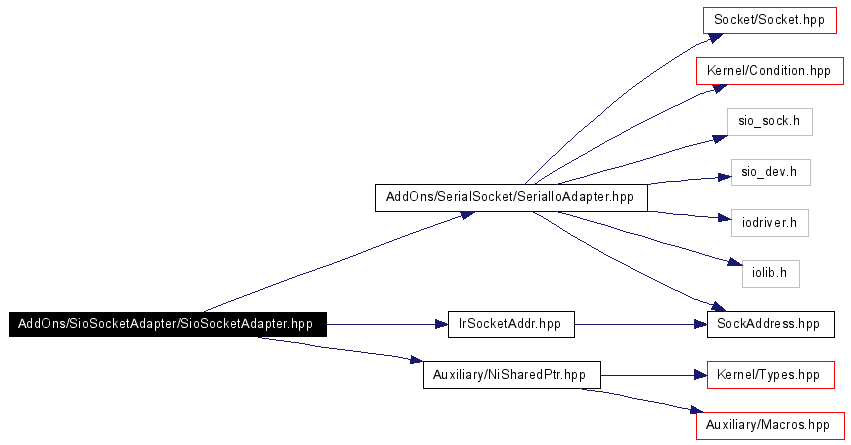 Socket/Socket.hpp
Kernel/Condition.hpp
sio_sock.h
sio_dev.h
AddOns/SerialSocket/SerialIoAdapter.hpp
iodriver.h
iolib.h
AddOns/SioSocketAdapter/SioSocketAdapter.hpp
IrSocketAddr.hpp
SockAddress.hpp
Auxiliary/NiSharedPtr.hpp
Kernel/Types.hpp
Auxiliary/Macros.hpp